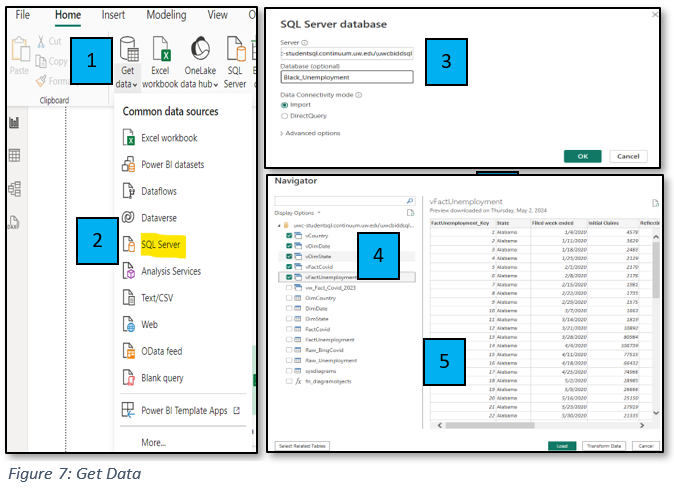 File
Home
Insert
Modeling
View
O
Cut
Copy
Paste
Clipboard
1
Get
data
Excel
workbook
OneLake
data hub
SQL
Server
Common data sources
Excel workbook
Power BI datasets
Dataflows
Dataverse
2
SQL Server
Analysis Services
Text/CSV
Web
OData feed
Blank query
Power BI Template Apps
More...
SQL Server database
Server
:-studentsql.continuum.uw.edu/uwcbiddsql
3
Database (optional)
Black_Unemployment
Data Connectivity mode
Import
DirectQuery
Advanced options
OK
Cancel
Navigator
Display Options
uwc-studentsql.continuum.uw.edu/uwcbiddsql...
vCountry
vDimDate
vDimState
vFactCovid
vFactUnemployment
vw_Fact_Covid_2023
DimCountry
DimDate
DimState
FactCovid
FactUnemployment
Raw_BingCovid
Raw_Unemployment
sysdiagrams
fn_diagramobjects
4
5
vFactUnemployment
Preview downloaded on Thursday, May 2, 2024
FactUnemployment_Key State Filed week ended Initial Claims Reflectin
1 Alabama 1/4/2020 4578
2 Alabama 1/11/2020 3629
3 Alabama 1/18/2020 2483
4 Alabama 1/25/2020 2129
5 Alabama 2/1/2020 2170
6 Alabama 2/8/2020 2176
7 Alabama 2/15/2020 1981
8 Alabama 2/22/2020 1735
9 Alabama 2/29/2020 1575
10 Alabama 3/7/2020
11 Alabama 3/14/2020 1819
12 Alabama 3/21/2020 10892
13 Alabama 3/28/2020 80984
14 Alabama 4/4/2020 106739
15 Alabama 4/11/2020 77515
16 Alabama 4/18/2020 66432
17 Alabama 4/25/2020 74966
18 Alabama 5/2/2020 28985
19 Alabama 5/9/2020 26666
20 Alabama 5/16/2020 25150
21 Alabama 5/23/2020 27919
22 Alabama 5/30/2020 21335
Select Related Tables
Load
Transform Data
Cancel
Figure 7: Get Data